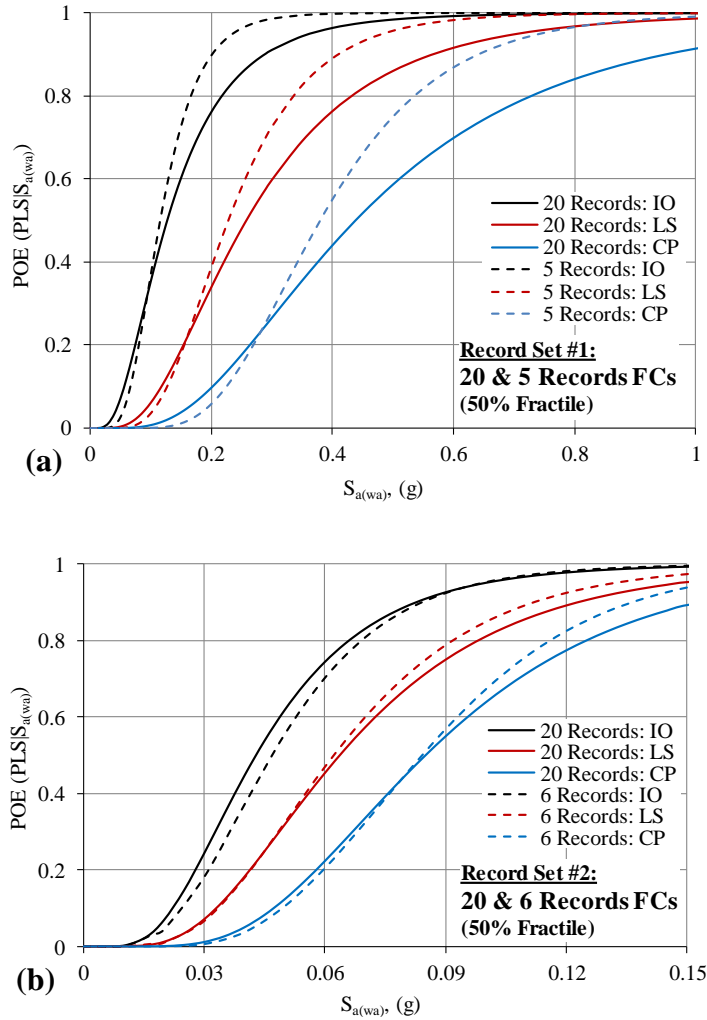 1
0.8
0.6
0.4
0.2
0
POE (PLS|Sa(wa))
20 Records: IO
20 Records: LS
20 Records: CP
5 Records: IO
5 Records: LS
5 Records: CP
Record Set #1:
20 & 5 Records FCs
(50% Fractile)
0 0.2 0.4 0.6 0.8 1
(a)
Sa(wa), (g)
1
0.8
0.6
0.4
0.2
0
POE (PLS|Sa(wa))
20 Records: IO
20 Records: LS
20 Records: CP
6 Records: IO
6 Records: LS
6 Records: CP
Record Set #2:
20 & 6 Records FCs
(50% Fractile)
0.00 0.03 0.06 0.09 0.12 0.15
(b)
Sa(wa), (g)